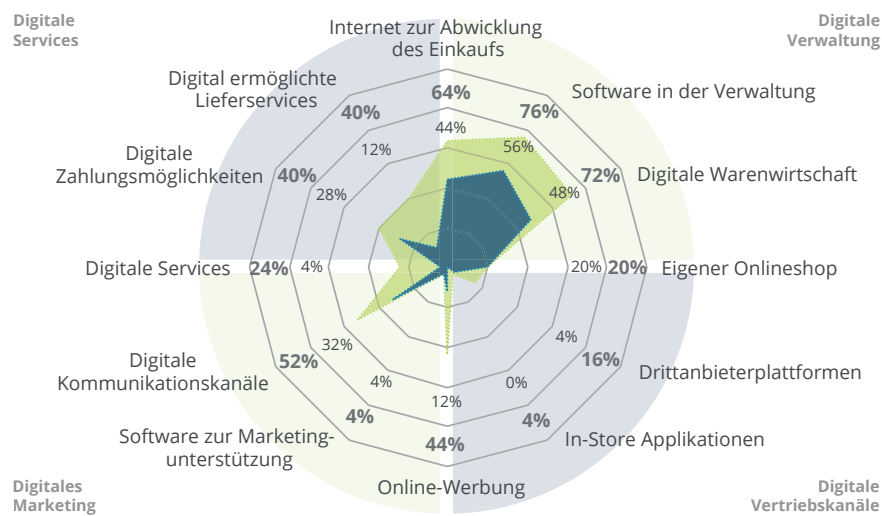 Digitale
Services
Digitale
Verwaltung
Internet zur Abwicklung
des Einkaufs
64%
44%
Software in der Verwaltung
76%
56%
Digitale Warenwirtschaft
72%
48%
Eigener Onlineshop
20%
20%
Drittanbieterplattformen
16%
4%
In-Store Applikationen
4%
0%
Online-Werbung
44%
12%
Software zur Marketing-
unterstützung
4%
4%
Digitale
Kommunikationskanäle
52%
32%
Digitale Services
24%
4%
Digitale
Zahlungsmöglichkeiten
40%
28%
Digital ermöglichte
Lieferservices
40%
12%
Digitales
Marketing
Digitale
Vertriebskanäle